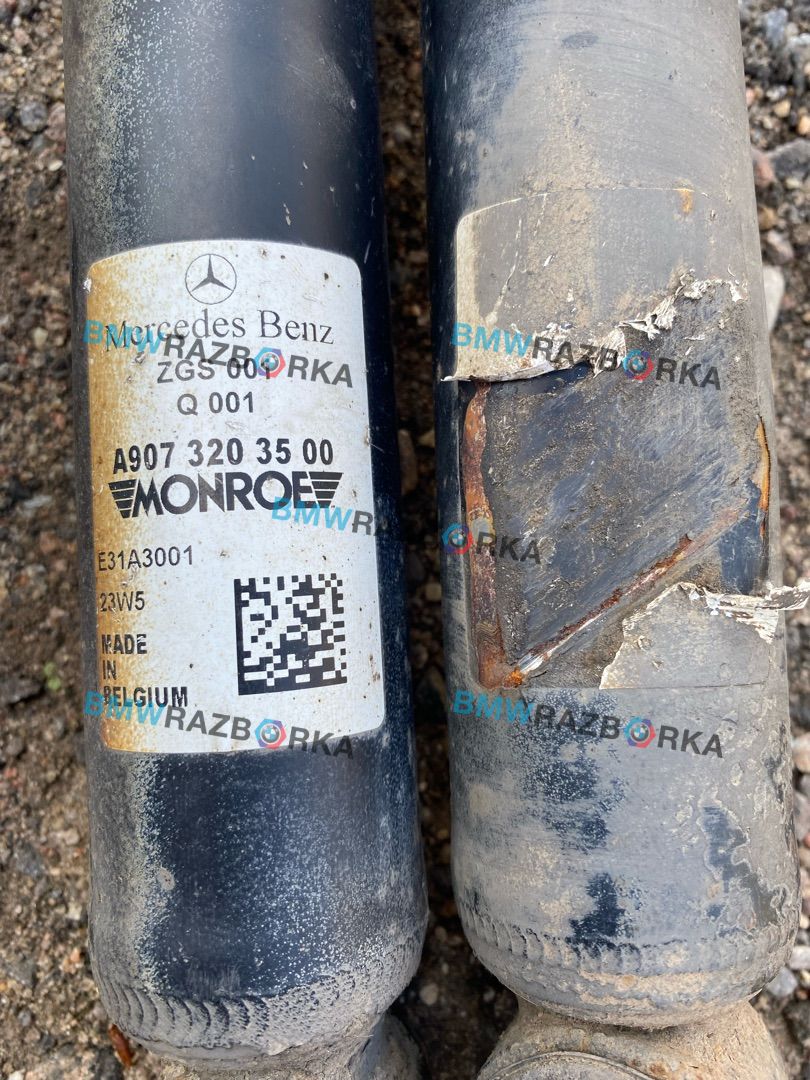 Mercedes Benz
BMWRAZBORKA
BMWRAZBORKA
ZGS 001
Q 001
A907 320 35 00
MONROE
BMWRAZBORKA
E31A3001
23W5
MADE
IN
BELGIUM
BMWRAZBORKA
BMWRAZBORKA